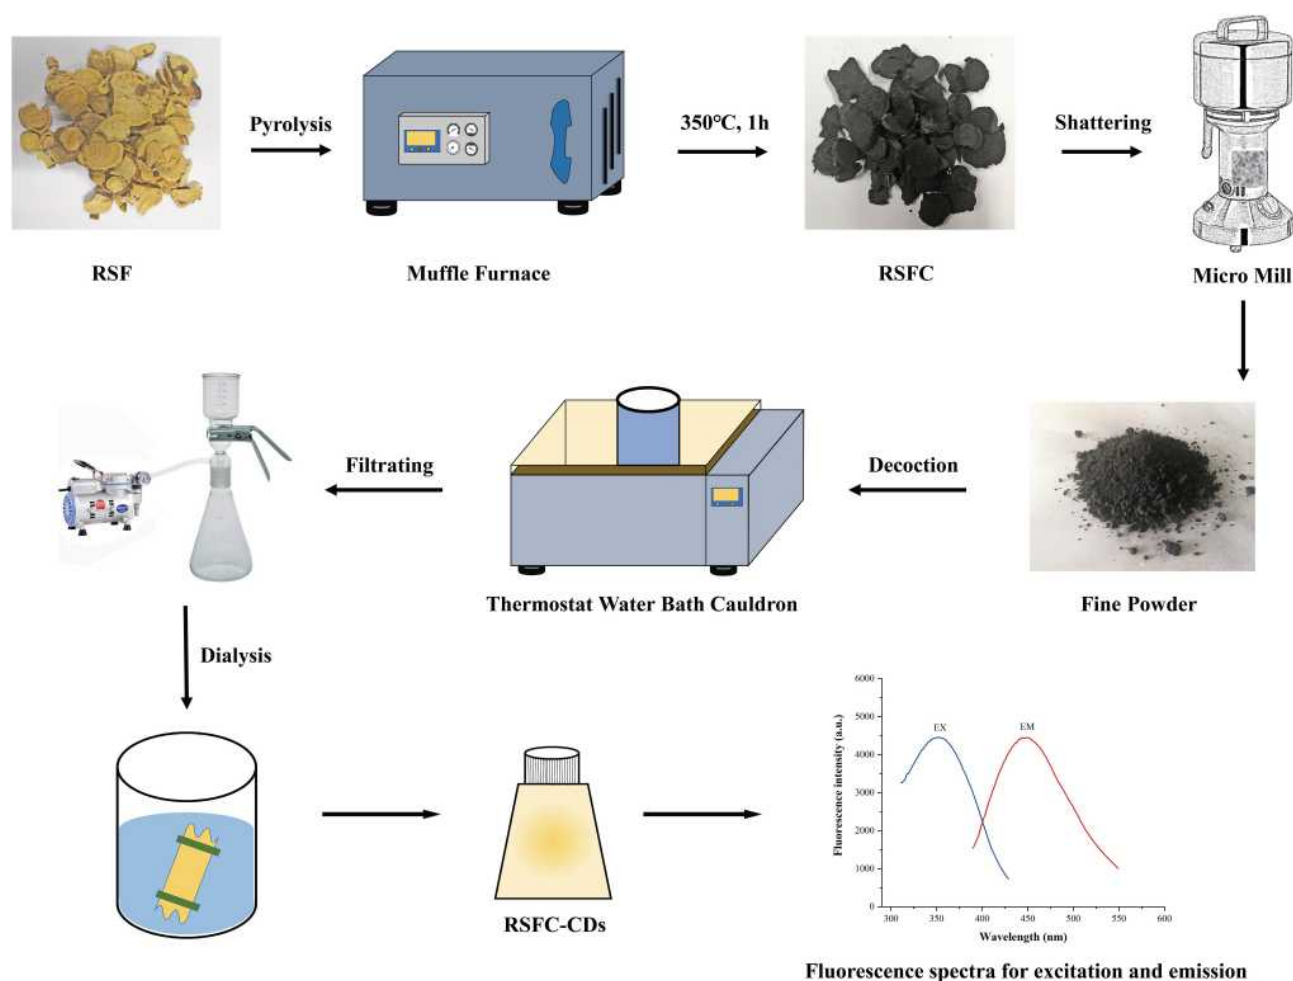 Pyrolysis
350℃, 1h
Shattering
RSF
Muffle Furnace
RSFC
Micro Mill
Filtrating
Decoction
Thermostat Water Bath Cauldron
Fine Powder
Dialysis
RSFC-CDs
Fluorescence intensity (a.u.)
6000
5000
4000
3000
2000
1000
0
EX
EM
300
350
400
450
500
550
600
Wavelength (nm)
Fluorescence spectra for excitation and emission